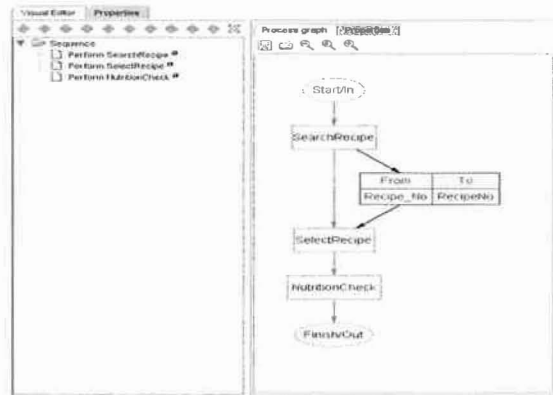 Visual Editor Properties
Sequence
Perform SearchRecipe
Perform SelectRecipe
Perform NutritionCheck
Process graph
Start/In
SearchRecipe
From To
Recipe_No RecipeNo
SelectRecipe
NutritionCheck
Finish/Out